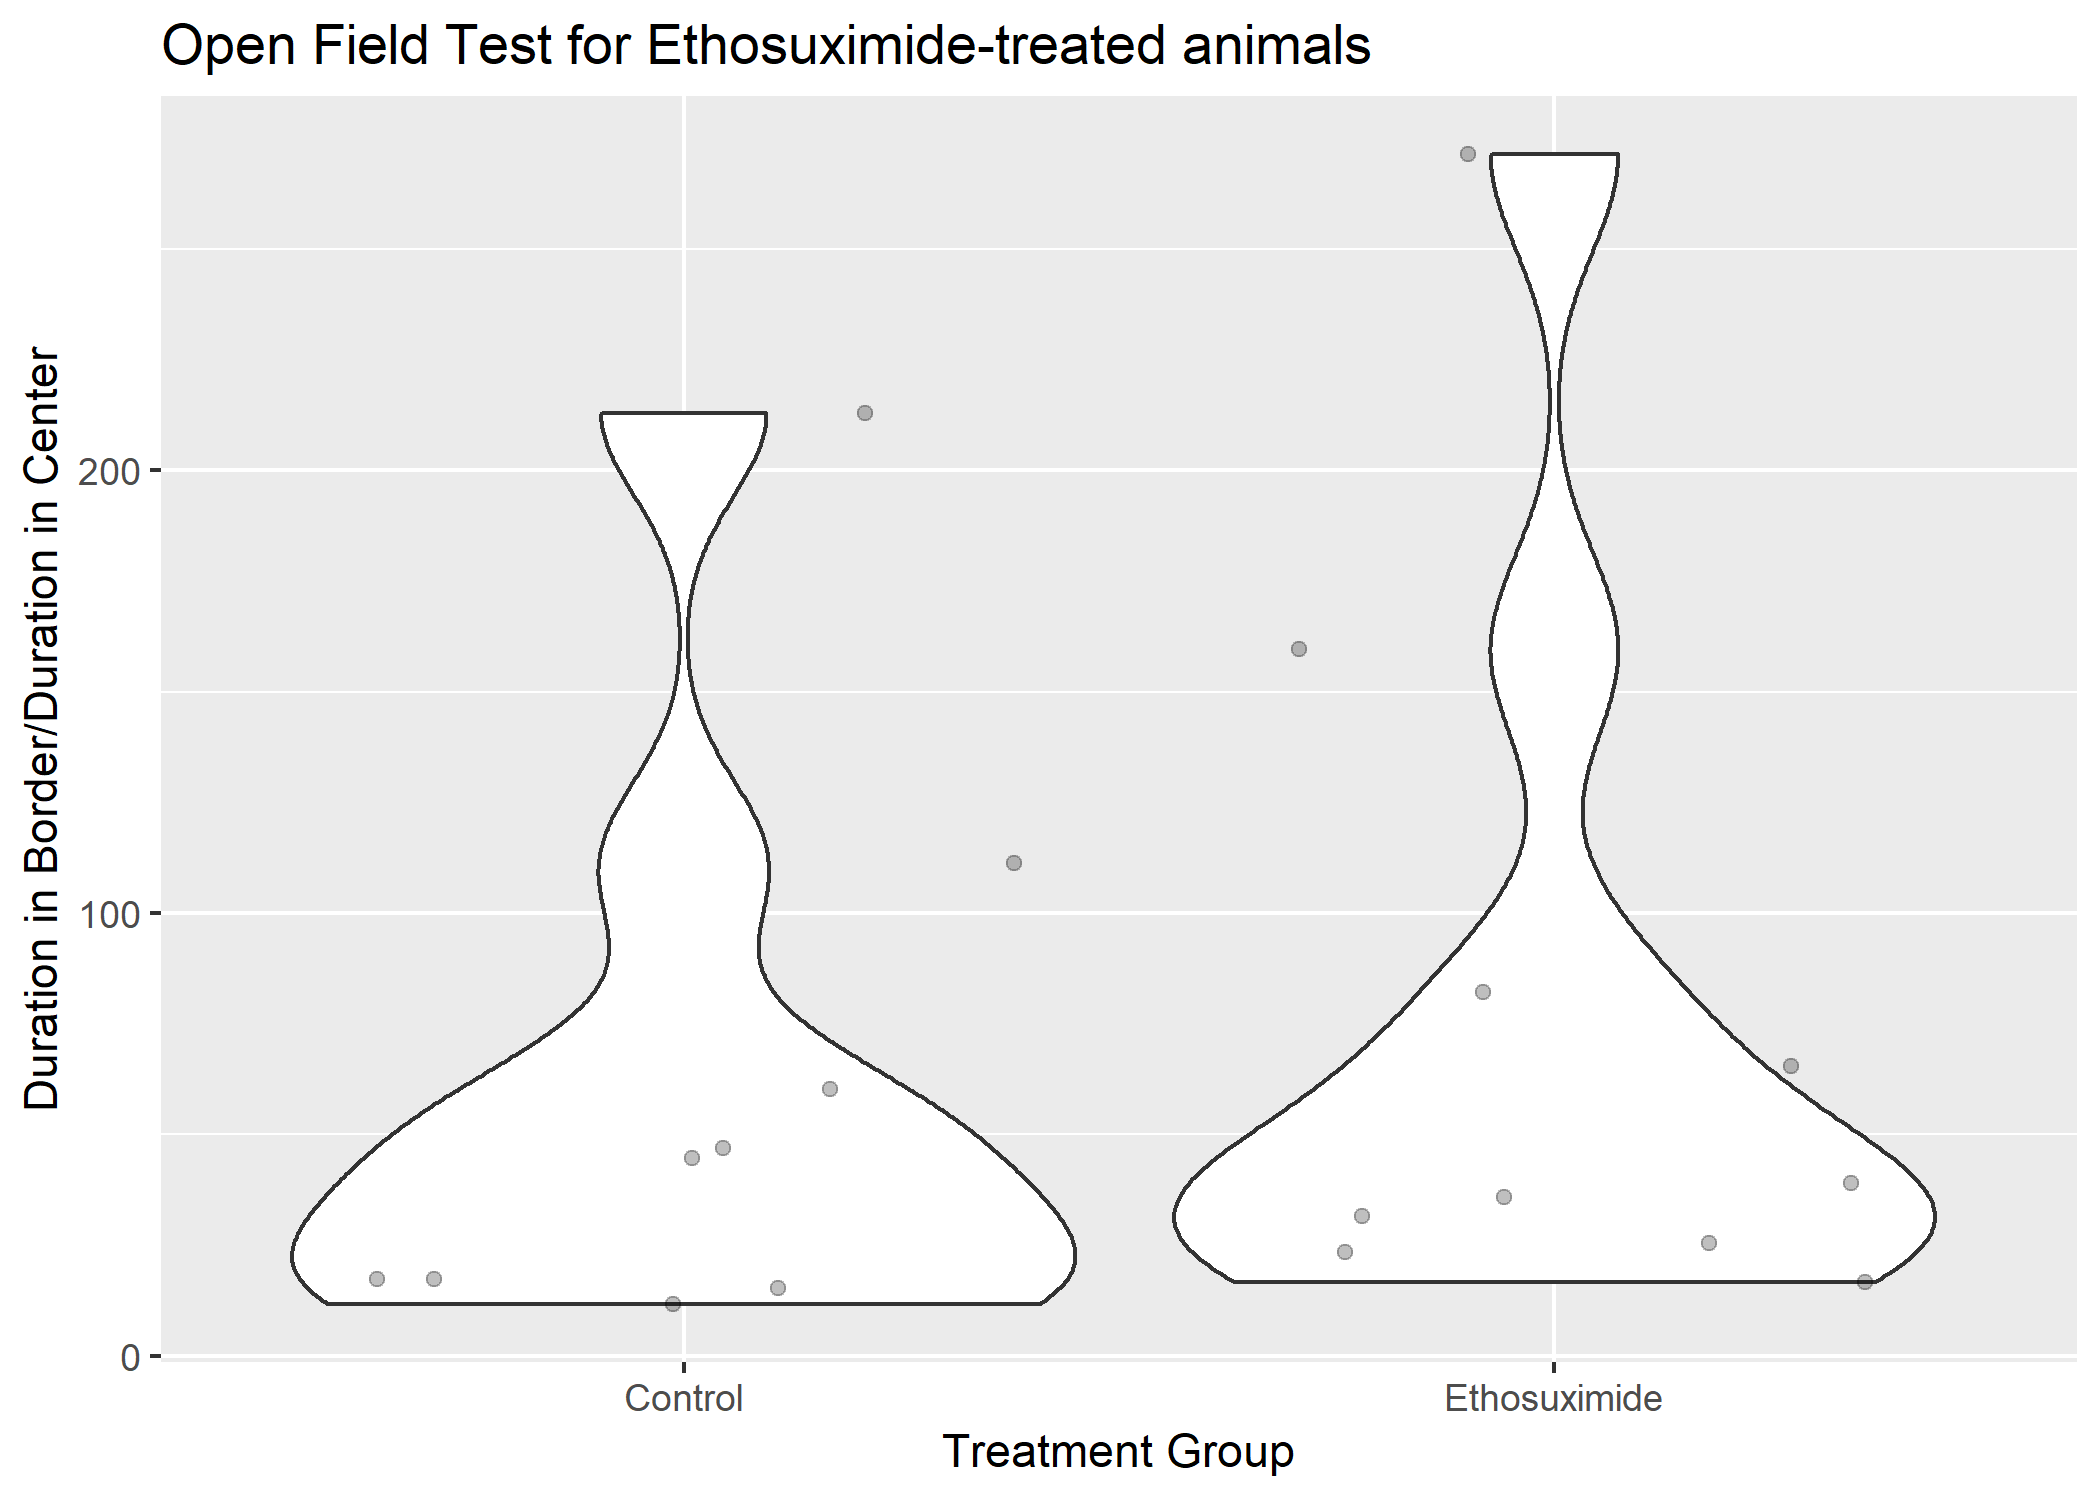 Open Field Test for Ethosuximide-treated animals
Duration in Border/Duration in Center
200
100
0
Control
Ethosuximide
Treatment Group